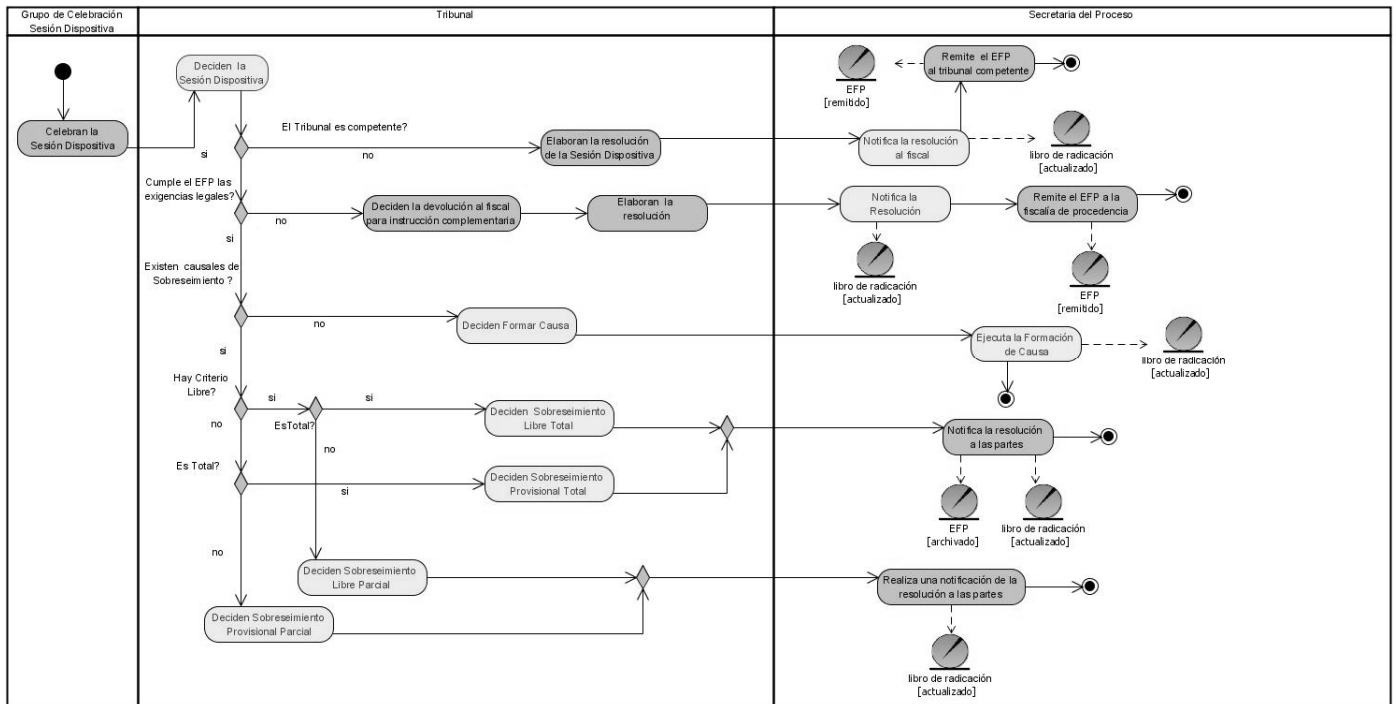 Grupo de Celebración
Sesión Dispositiva
Tribunal
Secretaria del Proceso
Celebran la
Sesión Dispositiva
Deciden la
Sesión Dispositiva
si
El Tribunal es competente?
no
Elaboran la resolución
de la Sesión Dispositiva
Notifica la resolución
al fiscal
Remite el EFP
al tribunal competente
EFP
[remitido]
libro de radicación
[actualizado]
Cumple el EFP las
exigencias legales?
no
Deciden la devolución al fiscal
para instrucción complementaria
Elaboran la
resolución
Notifica la
Resolución
Remite el EFP a la
fiscalía de procedencia
libro de radicación
[actualizado]
EFP
[remitido]
si
Existen causales de
Sobreseimiento ?
no
Deciden Formar Causa
Ejecuta la Formación
de Causa
libro de radicación
[actualizado]
si
Hay Criterio
Libre?
si
EsTotal?
si
Deciden Sobreseimiento
Libre Total
Notifica la resolución
a las partes
EFP
[archivado]
libro de radicación
[actualizado]
no
no
Es Total?
si
Deciden Sobreseimiento
Provisional Total
no
Deciden Sobreseimiento
Libre Parcial
Realiza una notificación de la
resolución a las partes
libro de radicación
[actualizado]
Deciden Sobreseimiento
Provisional Parcial